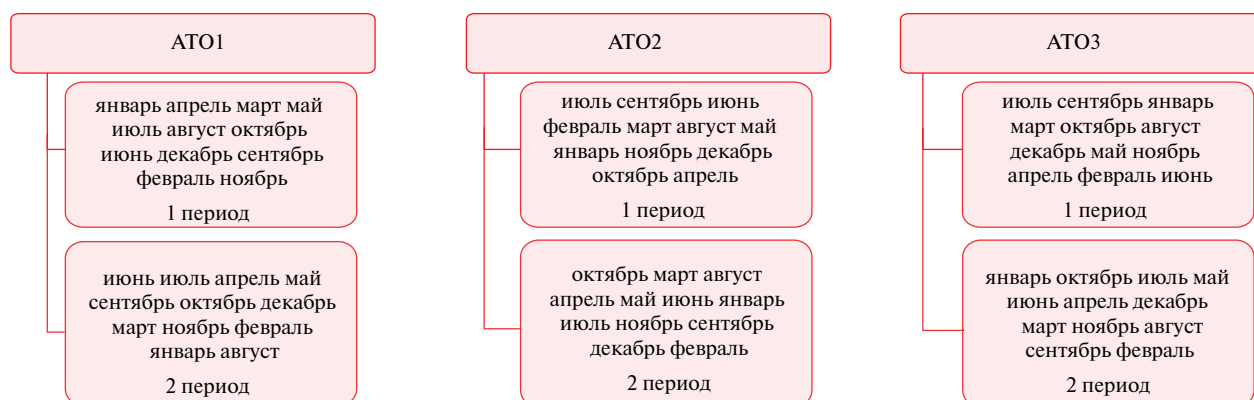 АТО1
январь апрель март май
июль август октябрь
июнь декабрь сентябрь
февраль ноябрь
1 период
июнь июль апрель май
сентябрь октябрь декабрь
март ноябрь февраль
январь август
2 период
АТО2
июль сентябрь июнь
февраль март август май
январь ноябрь декабрь
октябрь апрель
1 период
октябрь март август
апрель май июнь январь
июль ноябрь сентябрь
декабрь февраль
2 период
АТО3
июль сентябрь январь
март октябрь август
декабрь май ноябрь
апрель февраль июнь
1 период
январь октябрь июль май
июнь апрель декабрь
март ноябрь август
сентябрь февраль
2 период